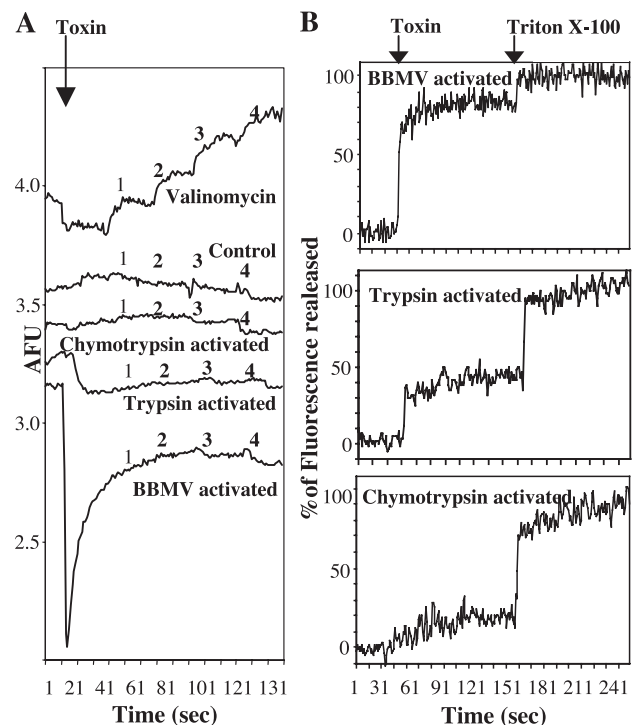 A
Toxin
4.0
3.5
3.0
2.5
AFU
1
2
3
4
Valinomycin
Control
1
2
3
4
1
2
3
4
Chymotrypsin activated
1
2
3
4
Trypsin activated
1
2
3
4
BBMV activated
1 21 41 61 81 101 121 131
Time (sec)
B
Toxin
Triton X-100
% of Fluorescence realeased
BBMV activated
100
50
0
Trypsin activated
100
50
0
Chymotrypsin activated
100
50
0
1 31 61 91 121 151 181 211 241
Time (sec)